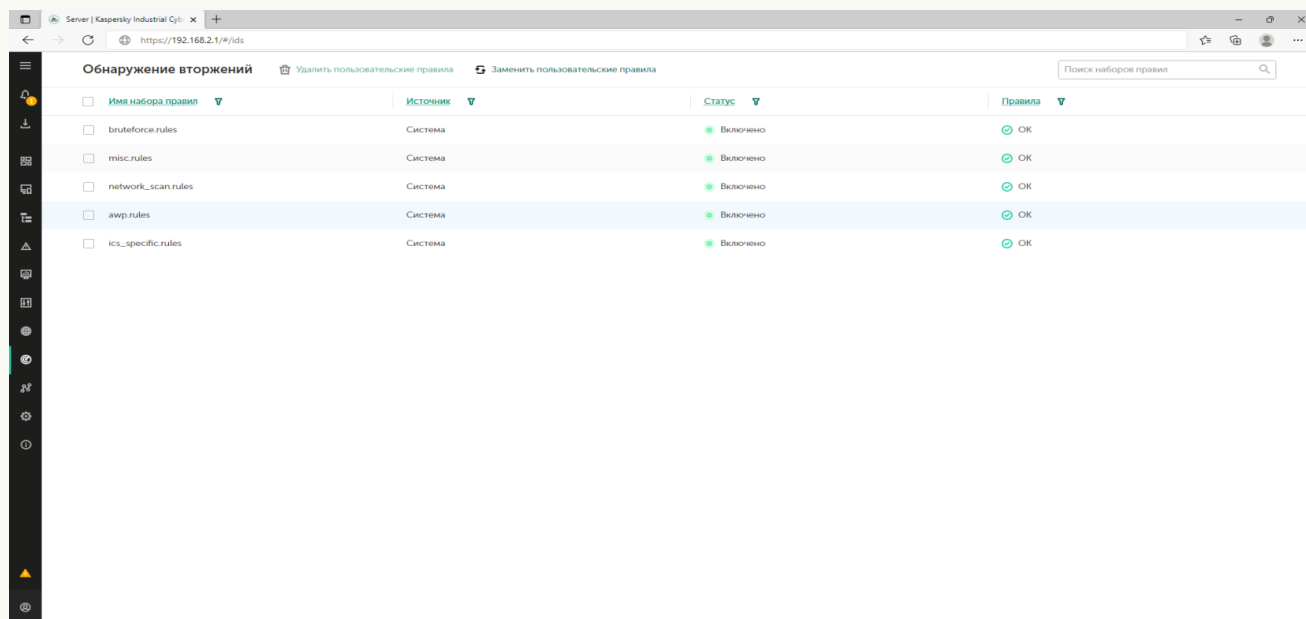 Server | Kaspersky Industrial Cyb
https://192.168.2.1/#/ids
Обнаружение вторжений Удалить пользовательские правила Заменить пользовательские правила Поиск наборов правил
Имя набора правил Источник Статус Правила
bruteforce.rules Система Включено OK
misc.rules Система Включено OK
network_scan.rules Система Включено OK
awp.rules Система Включено OK
ics_specific.rules Система Включено OK